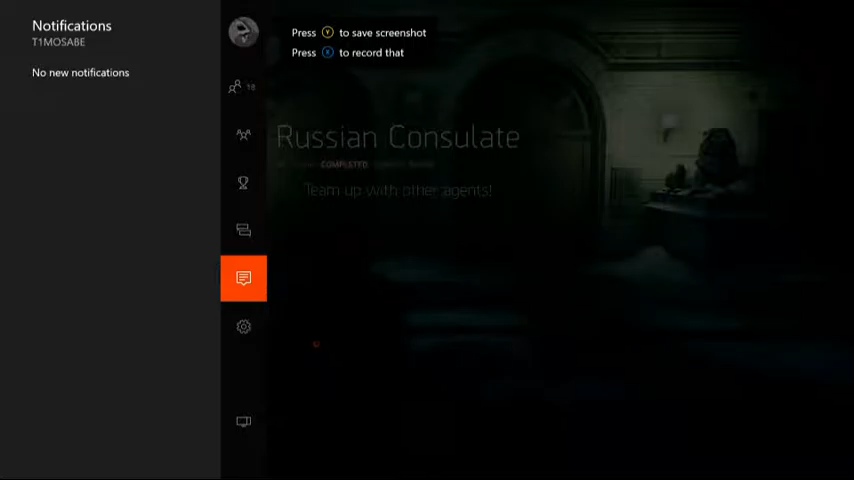 Notifications
T1MOSABE
No new notifications
18
Press Y to save screenshot
Press X to record that
Russian Consulate
COMPLETED
Team up with other agents!